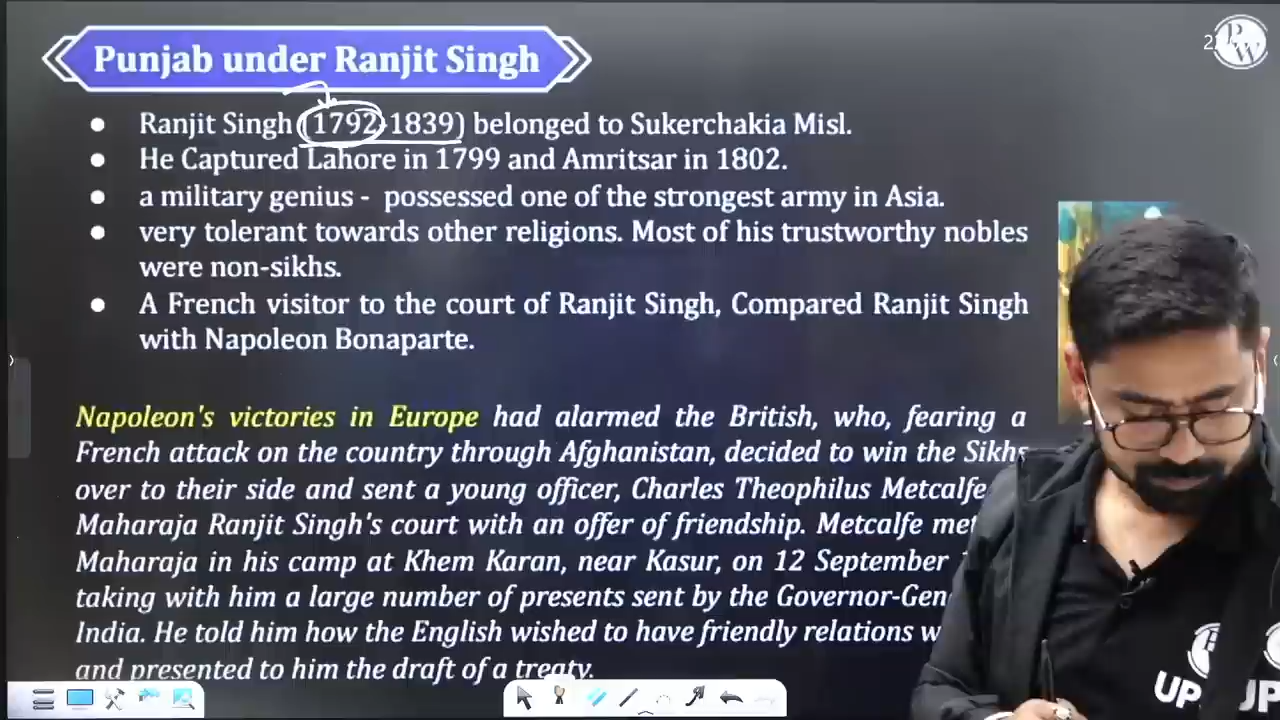 Punjab under Ranjit Singh
Ranjit Singh (1792-1839) belonged to Sukerchakia Misl.
He Captured Lahore in 1799 and Amritsar in 1802.
a military genius - possessed one of the strongest army in Asia.
very tolerant towards other religions. Most of his trustworthy nobles
were non-sikhs.
A French visitor to the court of Ranjit Singh, Compared Ranjit Singh
with Napoleon Bonaparte.
Napoleon's victories in Europe had alarmed the British, who, fearing a
French attack on the country through Afghanistan, decided to win the Sikhs
over to their side and sent a young officer, Charles Theophilus Metcalfe
Maharaja Ranjit Singh's court with an offer of friendship. Metcalfe met
Maharaja in his camp at Khem Karan, near Kasur, on 12 September
taking with him a large number of presents sent by the
India. He told him how the English wished to have friendly relations
and presented to him the draft of a treaty.
PW
UP